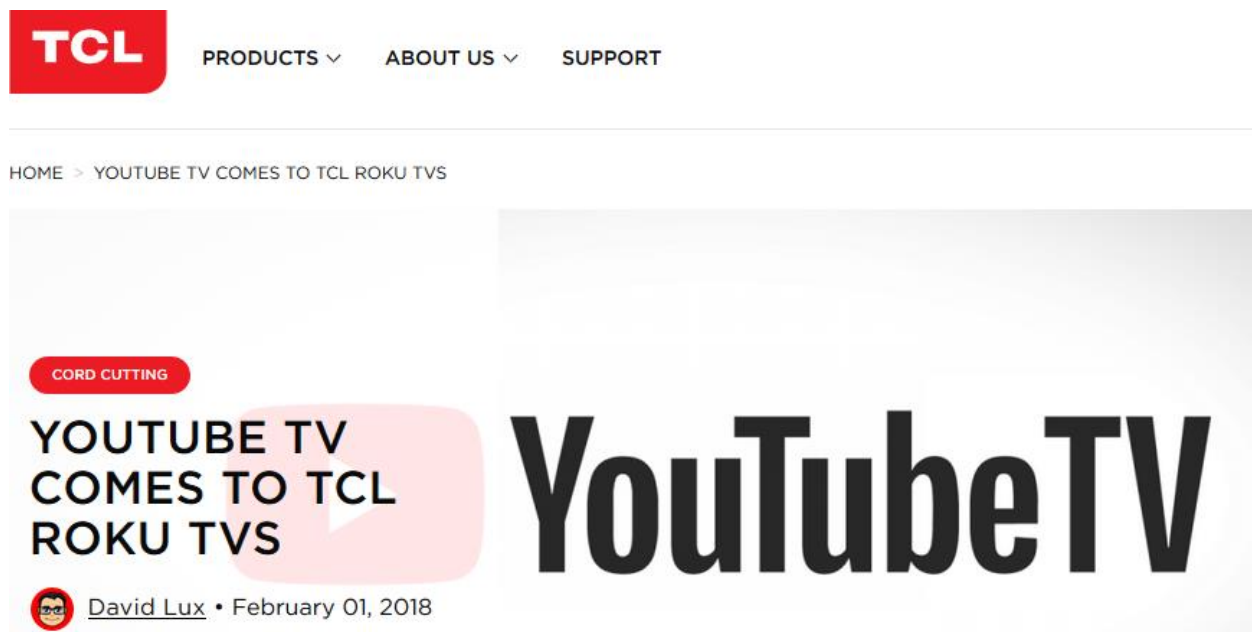 TCL
PRODUCTS ABOUT US SUPPORT
HOME > YOUTUBE TV COMES TO TCL ROKU TVS
CORD CUTTING
YOUTUBE TV
COMES TO TCL
ROKU TVS
YouTubeTV
David Lux • February 01, 2018